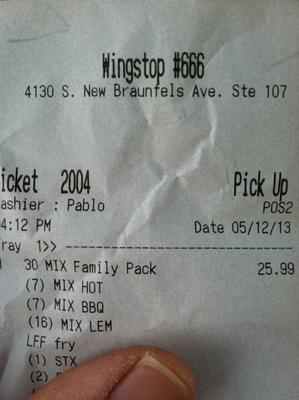 Wingstop #666
4130 S. New Braunfels Ave. Ste 107
icket 2004 Pick Up
ashier : Pablo POS2
4:12 PM Date 05/12/13
ray 1>> --------------------
30 MIX Family Pack 25.99
(7) MIX HOT
(7) MIX BBQ
(16) MIX LEM
LFF fry
(1) STX
(2)